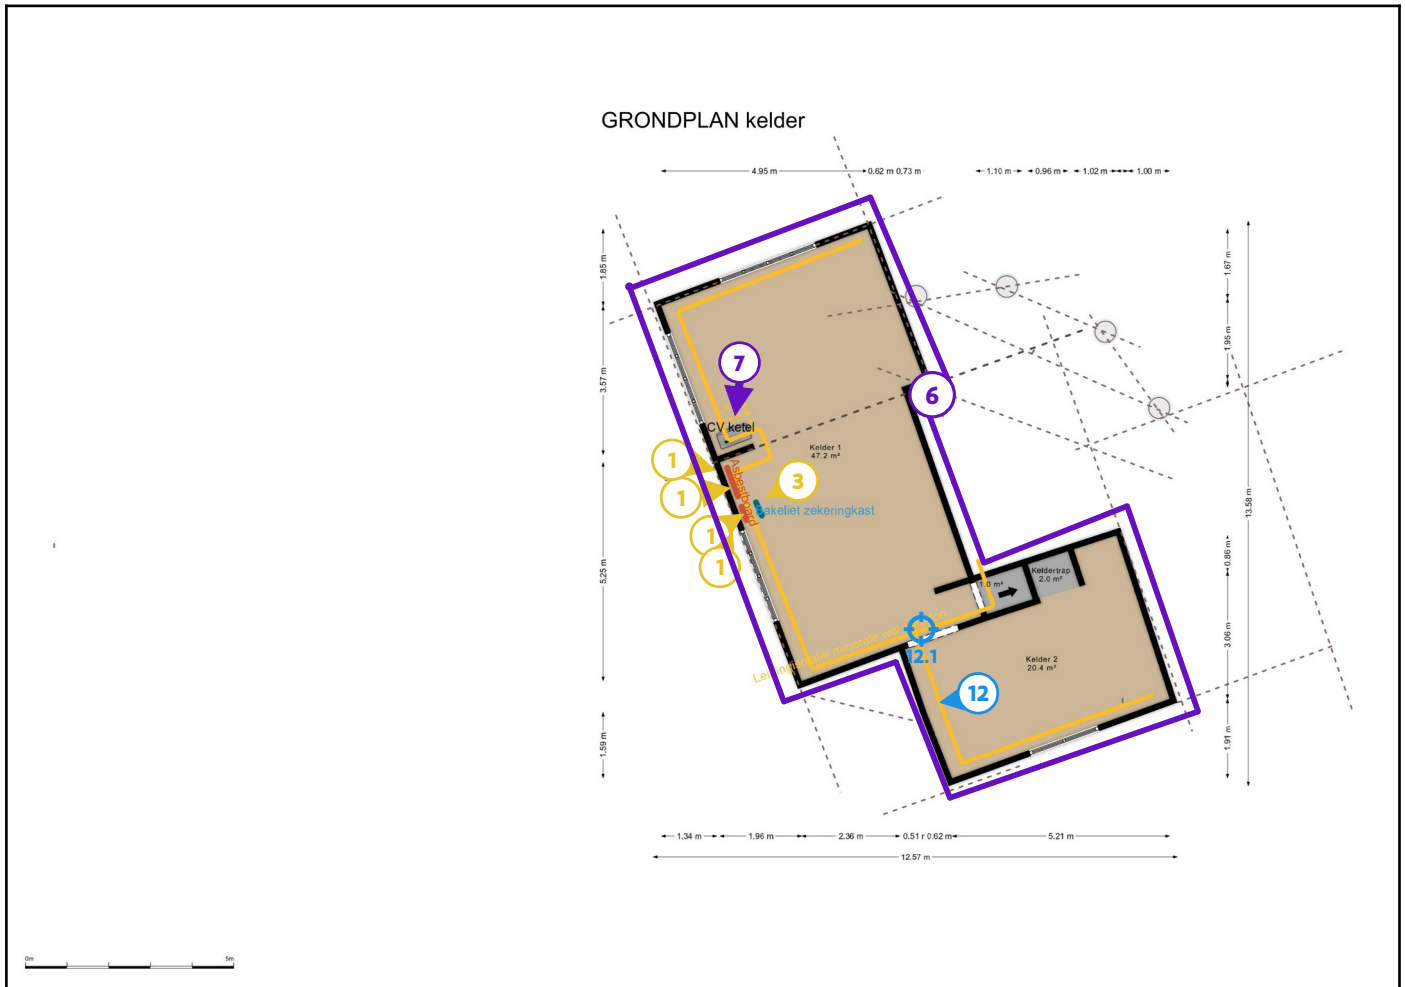 GRONDPLAN kelder
4.95 m
0.62 m 0.73 m
1.10 m
0.96 m
1.02 m
1.00 m
1.85 m
1.67 m
3.57 m
1.95 m
7
6
CV ketel
Kelder 1
47.2 m²
1
1
Asbestboard
3
Bakeliet zekeringkast
1
1
13.58 m
5.25 m
0.86 m
Keldertrap
2.0 m²
1.0 m²
3.06 m
12.1
Kelder 2
20.4 m²
12
1.59 m
1.91 m
1.34 m
1.96 m
2.36 m
0.51 r 0.62 m
5.21 m
12.57 m
0m
5m